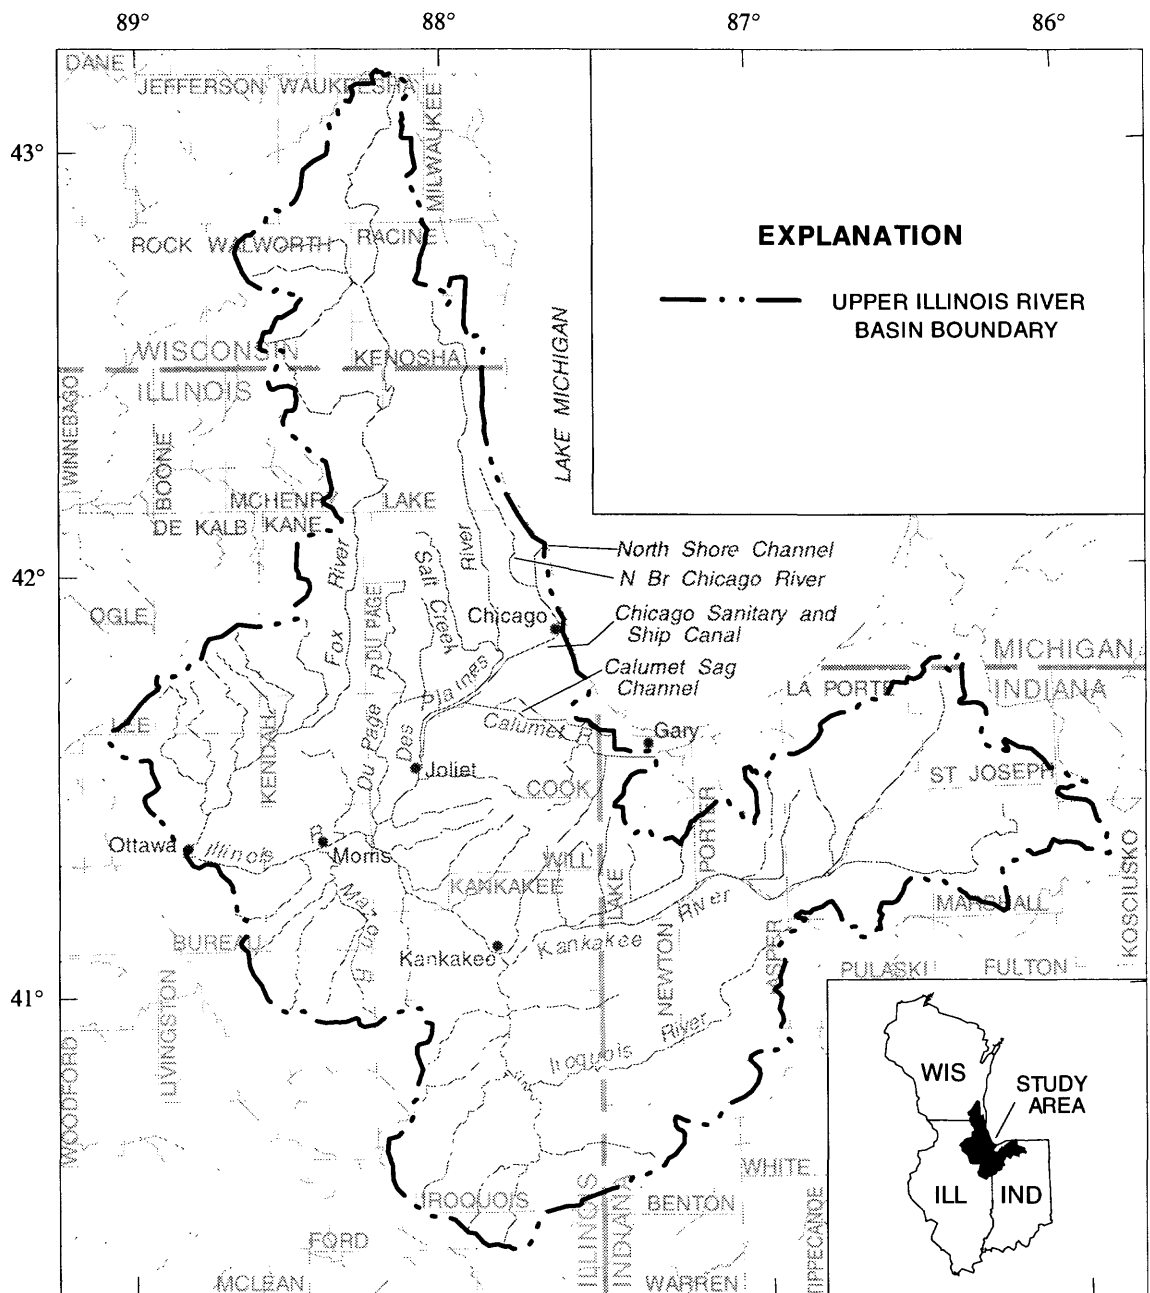 89°
88°
87°
86°
DANE
JEFFERSON
WAUKEESHA
MILWAUKEE
43°
ROCK
WALWORTH
RACINE
EXPLANATION
UPPER ILLINOIS RIVER
BASIN BOUNDARY
LAKE MICHIGAN
WISCONSIN
KENOSHA
ILLINOIS
WINNEBAGO
BOONE
MCHENRY
LAKE
DE KALB
KANE
River
River
Salt Creek
North Shore Channel
N Br Chicago River
42°
OGLE
DU PAGE
Chicago
Chicago Sanitary and
Ship Canal
Fox
MICHIGAN
INDIANA
Plaines
Calumet Sag
Channel
LA PORTE
LEE
KENDALL
Du Page R
Des
Calumet R
Gary
Joliet
COOK
ST JOSEPH
PORTER
Ottawa
Illinois
R
Morris
WILL
KANKAKEE
LAKE
KOSCIUSKO
Mazon
R
River
MARSHALL
BUREAU
Kankakee
Kankakee
NEWTON
JASPER
PULASKI
FULTON
41°
LIVINGSTON
WOODFORD
Iroquois
River
WIS
STUDY
AREA
ILL
IND
WHITE
IROQUOIS
BENTON
ILLINOIS
INDIANA
TIPPECANOE
FORD
MCLEAN
WARREN